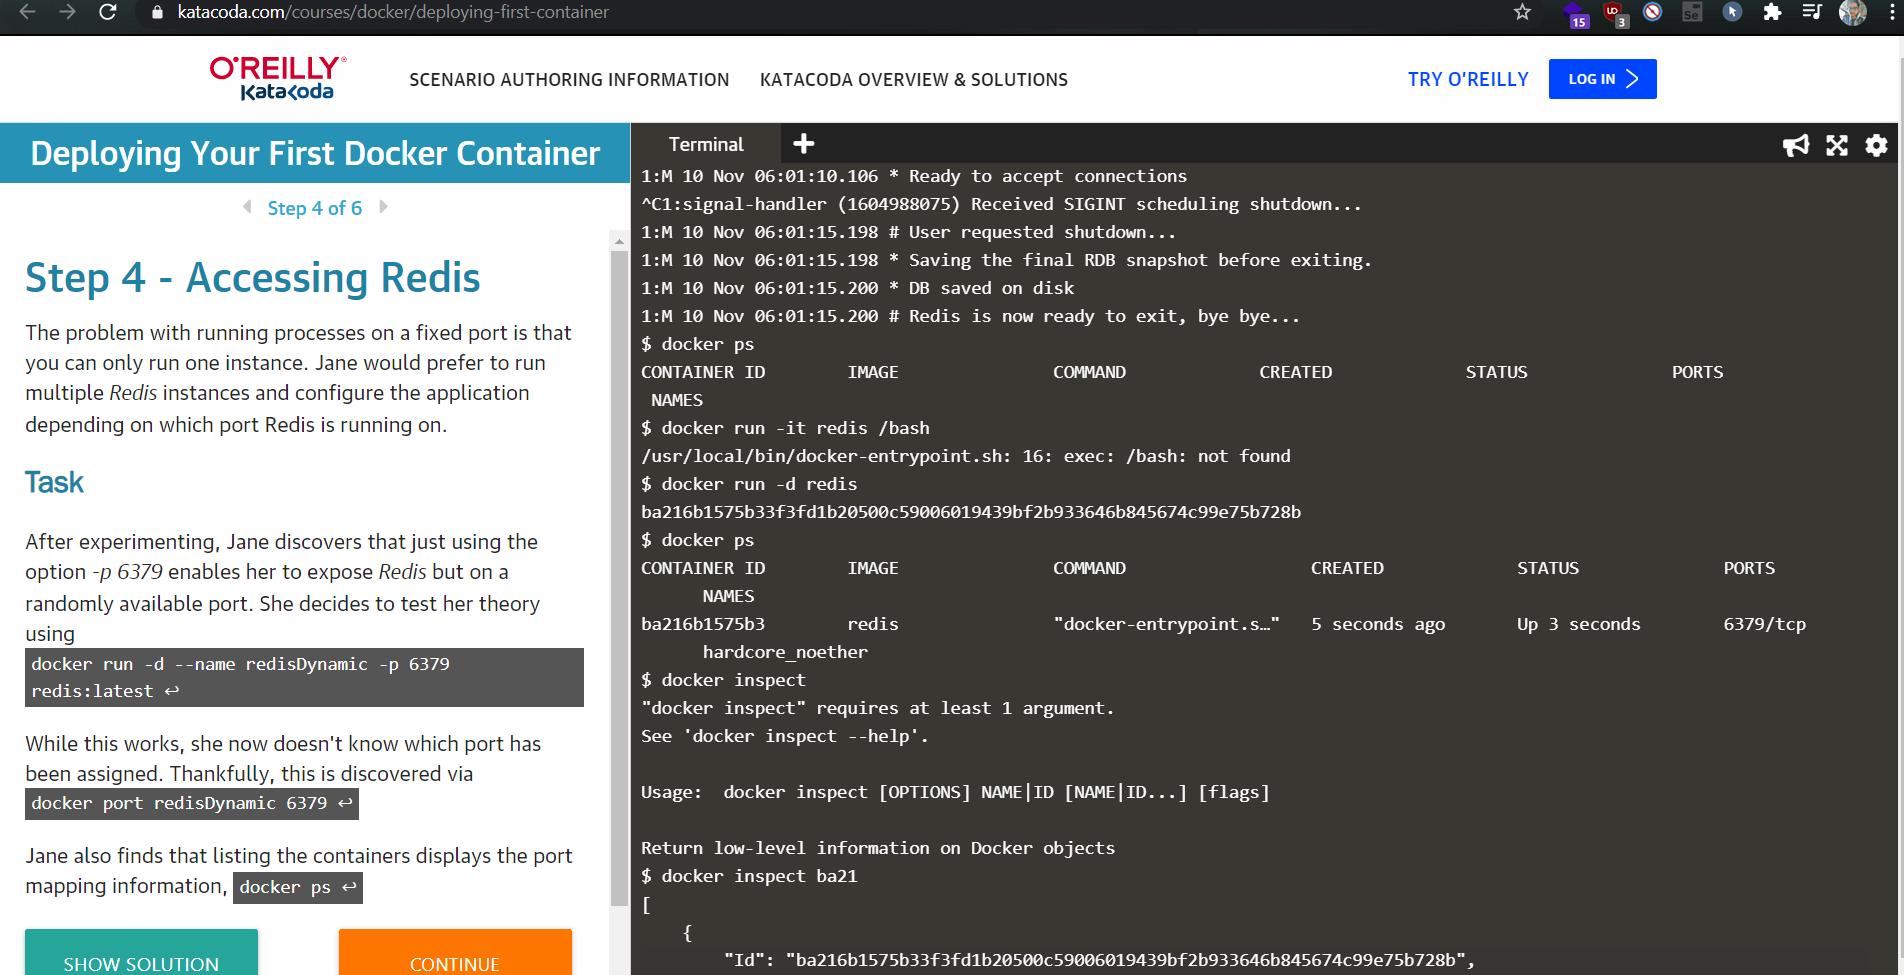 katacoda.com/courses/docker/deploying-first-container
15
3
Se
O'REILLY®
Katacoda
SCENARIO AUTHORING INFORMATION
KATACODA OVERVIEW & SOLUTIONS
TRY O'REILLY
LOG IN
Deploying Your First Docker Container
Step 4 of 6
Step 4 - Accessing Redis
The problem with running processes on a fixed port is that
you can only run one instance. Jane would prefer to run
multiple Redis instances and configure the application
depending on which port Redis is running on.
Task
After experimenting, Jane discovers that just using the
option -p 6379 enables her to expose Redis but on a
randomly available port. She decides to test her theory
using
docker run -d --name redisDynamic -p 6379
redis:latest ↩
While this works, she now doesn't know which port has
been assigned. Thankfully, this is discovered via
docker port redisDynamic 6379 ↩
Jane also finds that listing the containers displays the port
mapping information, docker ps ↩
SHOW SOLUTION
CONTINUE
Terminal
1:M 10 Nov 06:01:10.106 * Ready to accept connections
^C1:signal-handler (1604988075) Received SIGINT scheduling shutdown...
1:M 10 Nov 06:01:15.198 # User requested shutdown...
1:M 10 Nov 06:01:15.198 * Saving the final RDB snapshot before exiting.
1:M 10 Nov 06:01:15.200 * DB saved on disk
1:M 10 Nov 06:01:15.200 # Redis is now ready to exit, bye bye...
$ docker ps
CONTAINER ID        IMAGE               COMMAND             CREATED             STATUS              PORTS
NAMES
$ docker run -it redis /bash
/usr/local/bin/docker-entrypoint.sh: 16: exec: /bash: not found
$ docker run -d redis
ba216b1575b33f3fd1b20500c59006019439bf2b933646b845674c99e75b728b
$ docker ps
CONTAINER ID        IMAGE               COMMAND                  CREATED             STATUS              PORTS
NAMES
ba216b1575b3        redis               "docker-entrypoint.s…"   5 seconds ago       Up 3 seconds        6379/tcp
hardcore_noether
$ docker inspect
"docker inspect" requires at least 1 argument.
See 'docker inspect --help'.
Usage:  docker inspect [OPTIONS] NAME|ID [NAME|ID...] [flags]
Return low-level information on Docker objects
$ docker inspect ba21
[
{
"Id": "ba216b1575b33f3fd1b20500c59006019439bf2b933646b845674c99e75b728b",